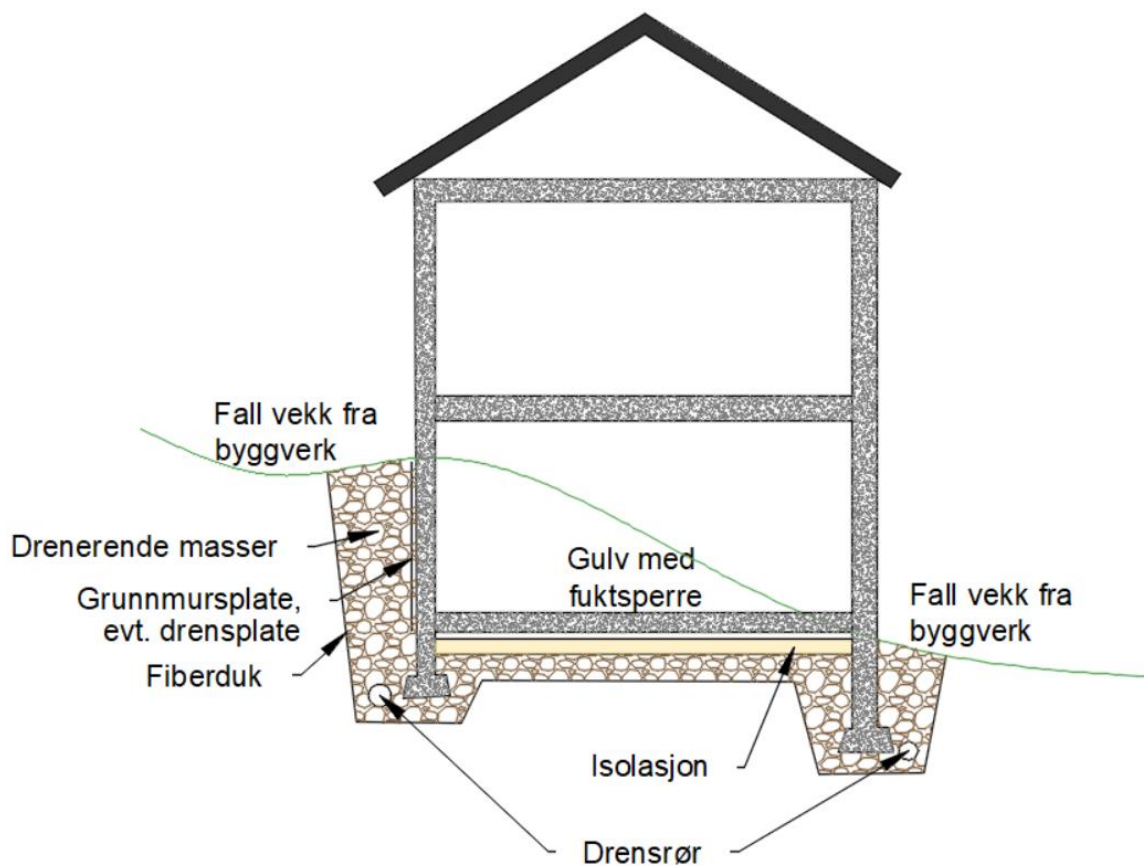 Fall vekk fra
byggverk
Drenerende masser
Grunnmursplate,
evt. drensplate
Fiberduk
Gulv med
fuktsperre
Fall vekk fra
byggverk
Isolasjon
Drensrør